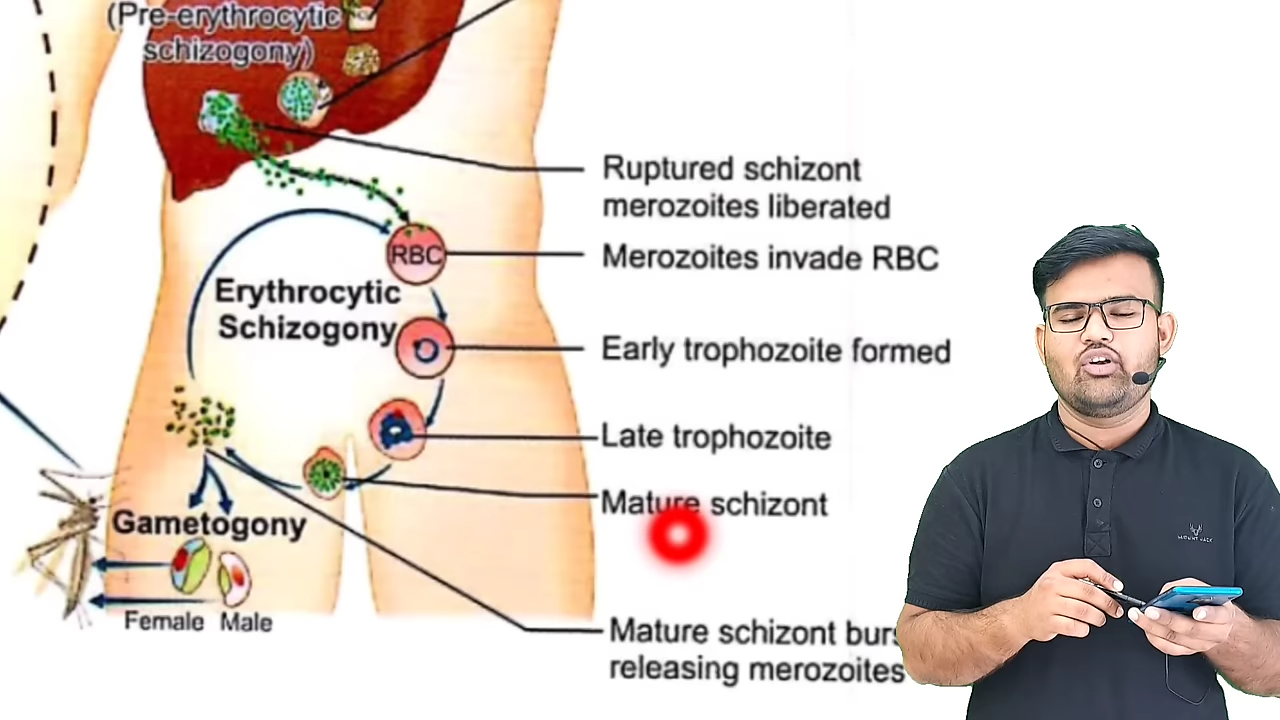 (Pre-erythrocytic
schizogony)
Ruptured schizont
merozoites liberated
RBC
Merozoites invade RBC
Erythrocytic
Schizogony
Early trophozoite formed
Late trophozoite
Mature schizont
Gametogony
Female Male
Mature schizont burs
releasing merozoites